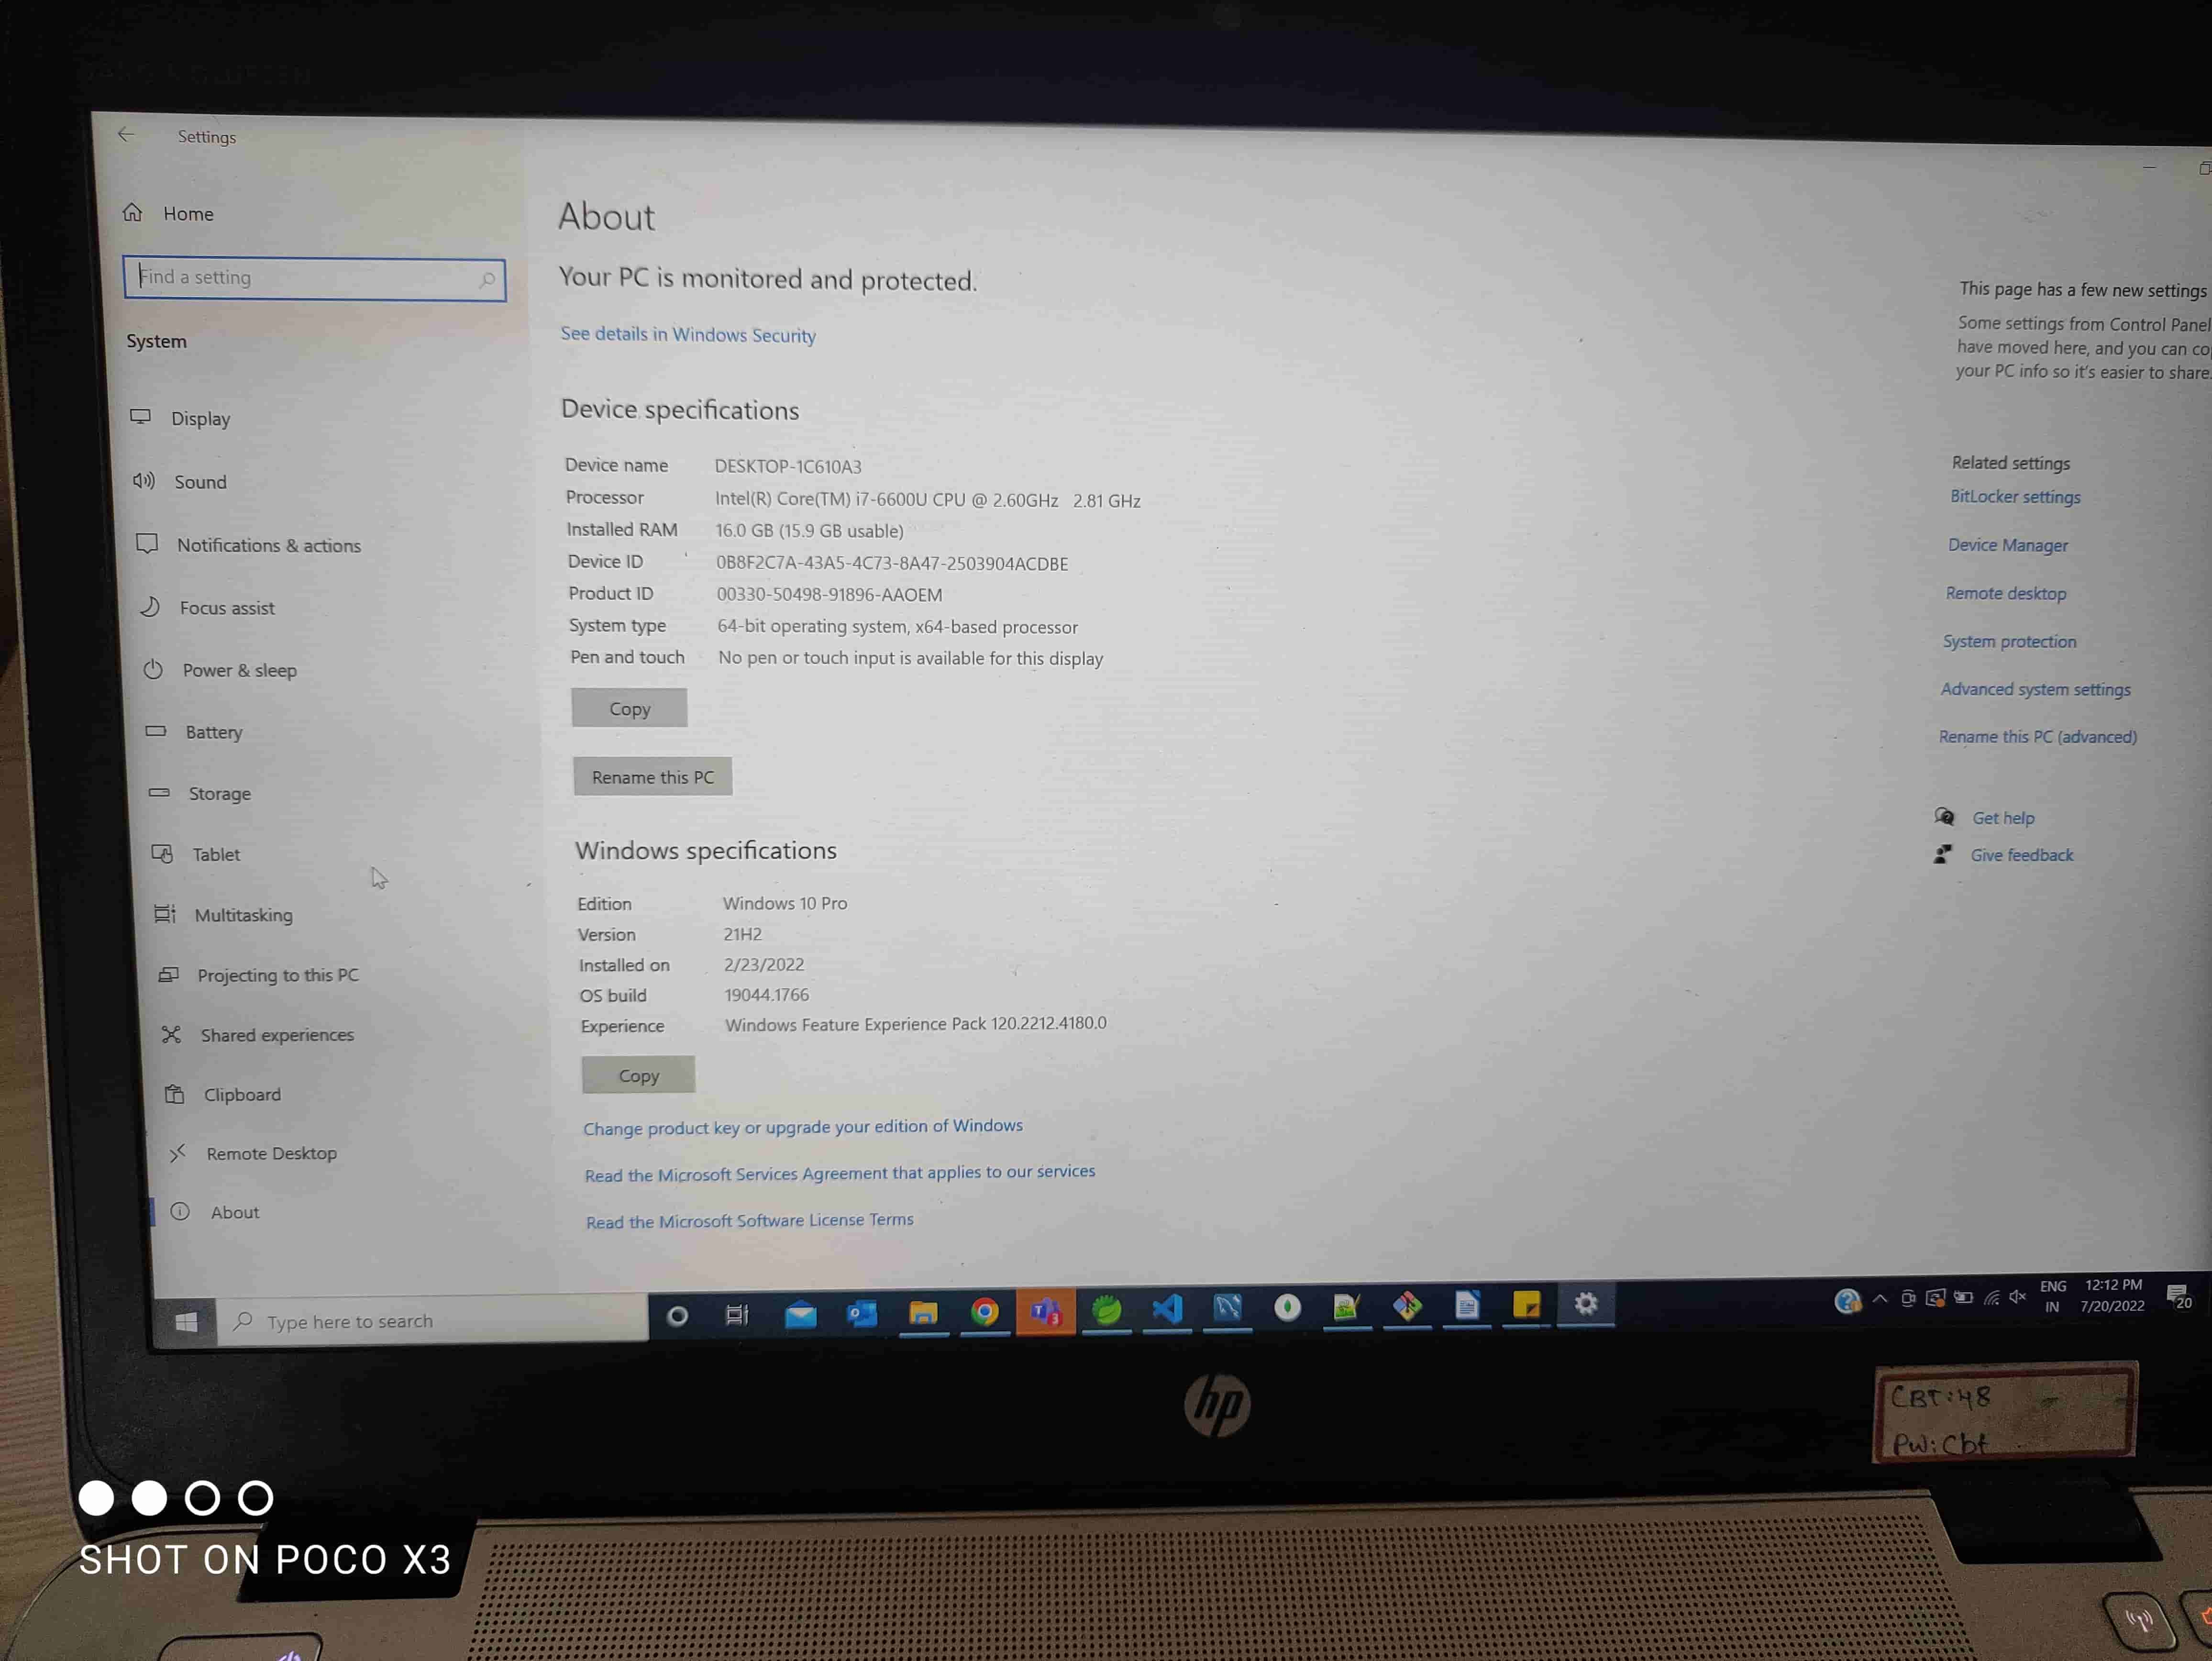 Settings
Home
Find a setting
System
Display
Sound
Notifications & actions
Focus assist
Power & sleep
Battery
Storage
Tablet
Multitasking
Projecting to this PC
Shared experiences
Clipboard
Remote Desktop
About
About
Your PC is monitored and protected.
See details in Windows Security
Device specifications
Device name DESKTOP-1C610A3
Processor Intel(R) Core(TM) i7-6600U CPU @ 2.60GHz 2.81 GHz
Installed RAM 16.0 GB (15.9 GB usable)
Device ID 0B8F2C7A-43A5-4C73-8A47-2503904ACDBE
Product ID 00330-50498-91896-AAOEM
System type 64-bit operating system, x64-based processor
Pen and touch No pen or touch input is available for this display
Copy
Rename this PC
Windows specifications
Edition Windows 10 Pro
Version 21H2
Installed on 2/23/2022
OS build 19044.1766
Experience Windows Feature Experience Pack 120.2212.4180.0
Copy
Change product key or upgrade your edition of Windows
Read the Microsoft Services Agreement that applies to our services
Read the Microsoft Software License Terms
This page has a few new settings
Some settings from Control Panel
have moved here, and you can co
your PC info so it's easier to share.
Related settings
BitLocker settings
Device Manager
Remote desktop
System protection
Advanced system settings
Rename this PC (advanced)
Get help
Give feedback
Type here to search
ENG
IN
12:12 PM
7/20/2022
20
hp
CBT:48
PW:Cbt
SHOT ON POCO X3